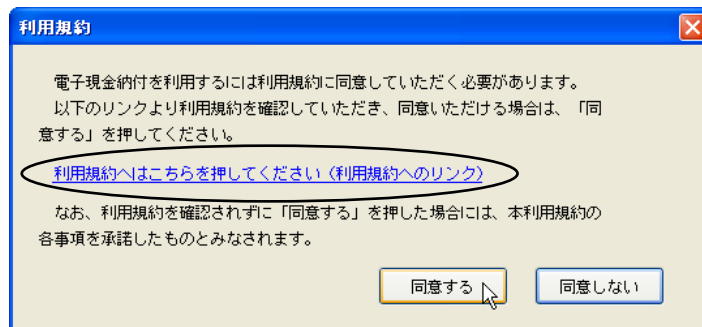 利用規約
電子現金納付を利用するには利用規約に同意していただく必要があります。
以下のリンクより利用規約を確認していただき、同意いただける場合は、「同
意する」を押してください。
利用規約へはこちらを押してください（利用規約へのリンク）
なお、利用規約を確認されずに「同意する」を押した場合には、本利用規約の
各事項を承諾したものとみなされます。
同意する 同意しない